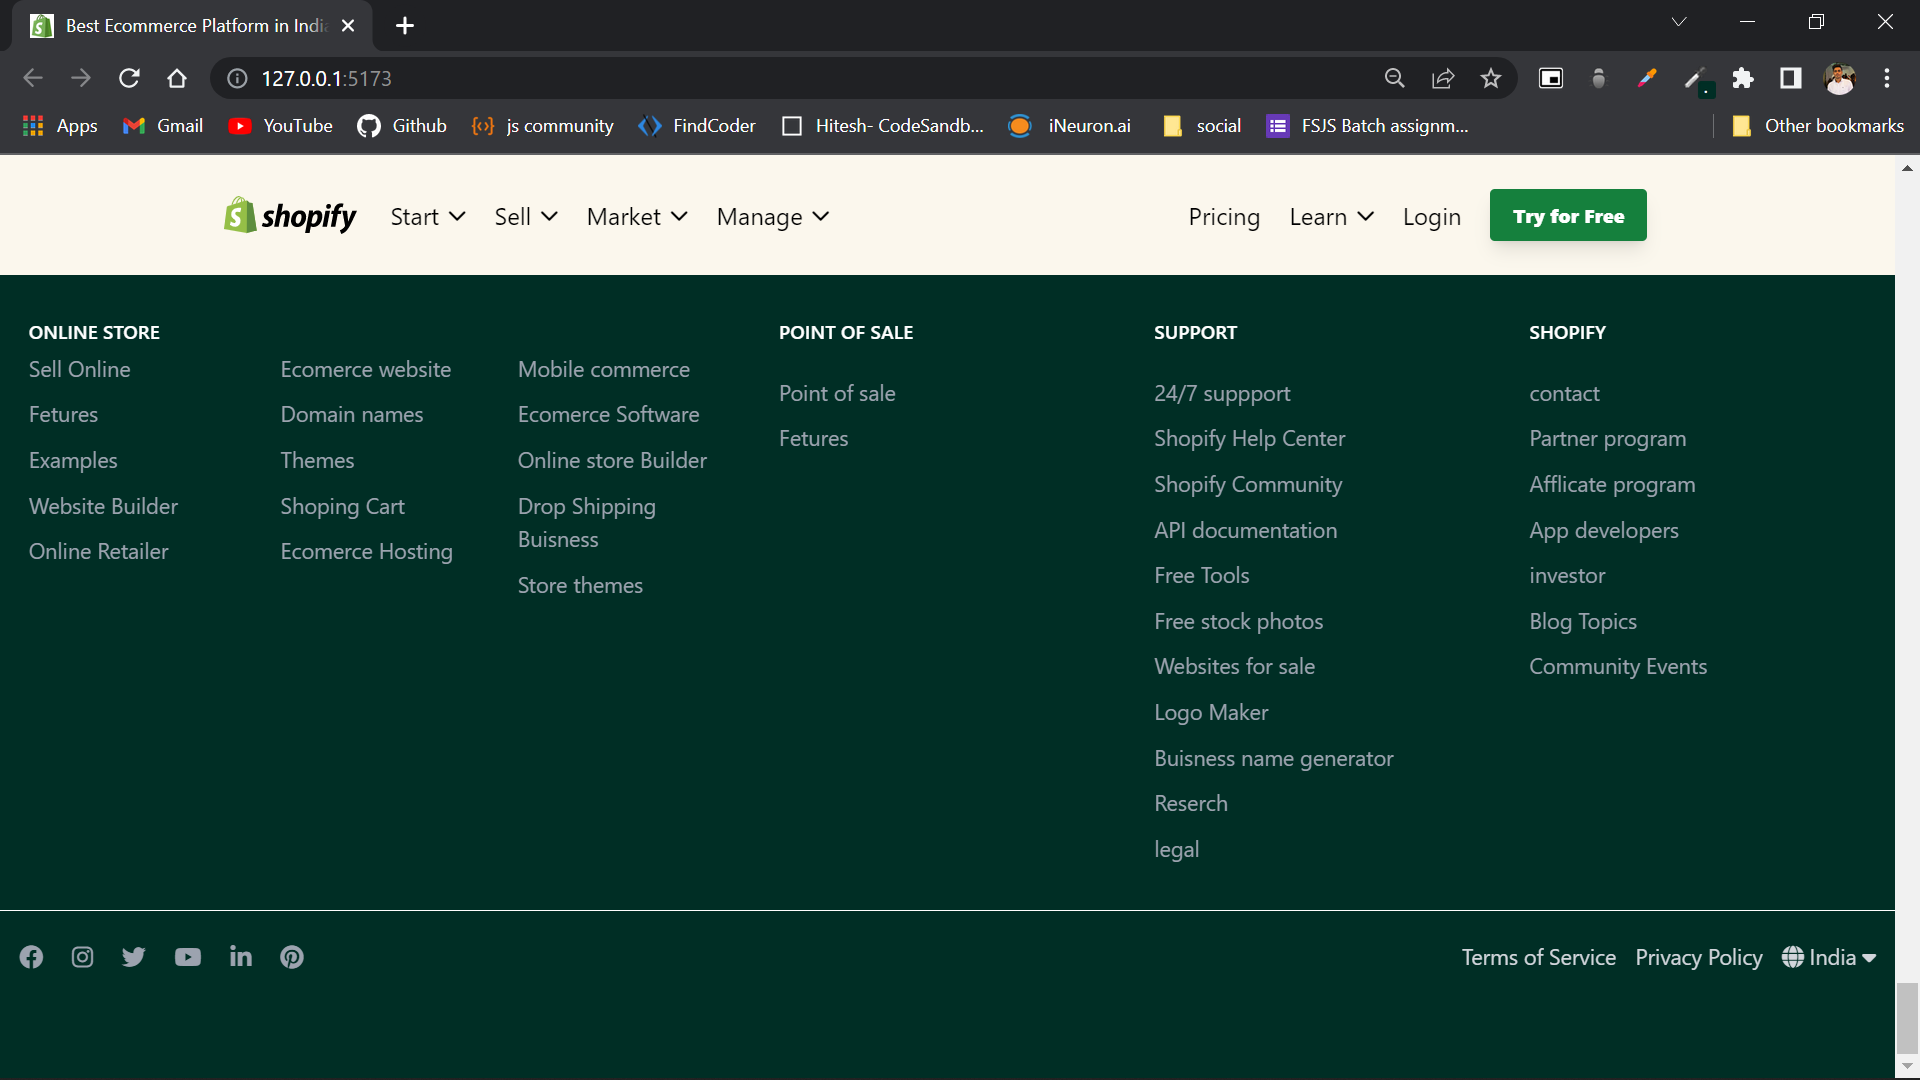 Best Ecommerce Platform in Indi
127.0.0.1:5173
Apps
Gmail
YouTube
Github
js community
FindCoder
Hitesh- CodeSandb...
iNeuron.ai
social
FSJS Batch assignm...
Other bookmarks
shopify
Start
Sell
Market
Manage
Pricing
Learn
Login
Try for Free
ONLINE STORE
Sell Online
Fetures
Examples
Website Builder
Online Retailer
Ecomerce website
Domain names
Themes
Shoping Cart
Ecomerce Hosting
Mobile commerce
Ecomerce Software
Online store Builder
Drop Shipping
Buisness
Store themes
POINT OF SALE
Point of sale
Fetures
SUPPORT
24/7 suppport
Shopify Help Center
Shopify Community
API documentation
Free Tools
Free stock photos
Websites for sale
Logo Maker
Buisness name generator
Reserch
legal
SHOPIFY
contact
Partner program
Afflicate program
App developers
investor
Blog Topics
Community Events
Terms of Service
Privacy Policy
India